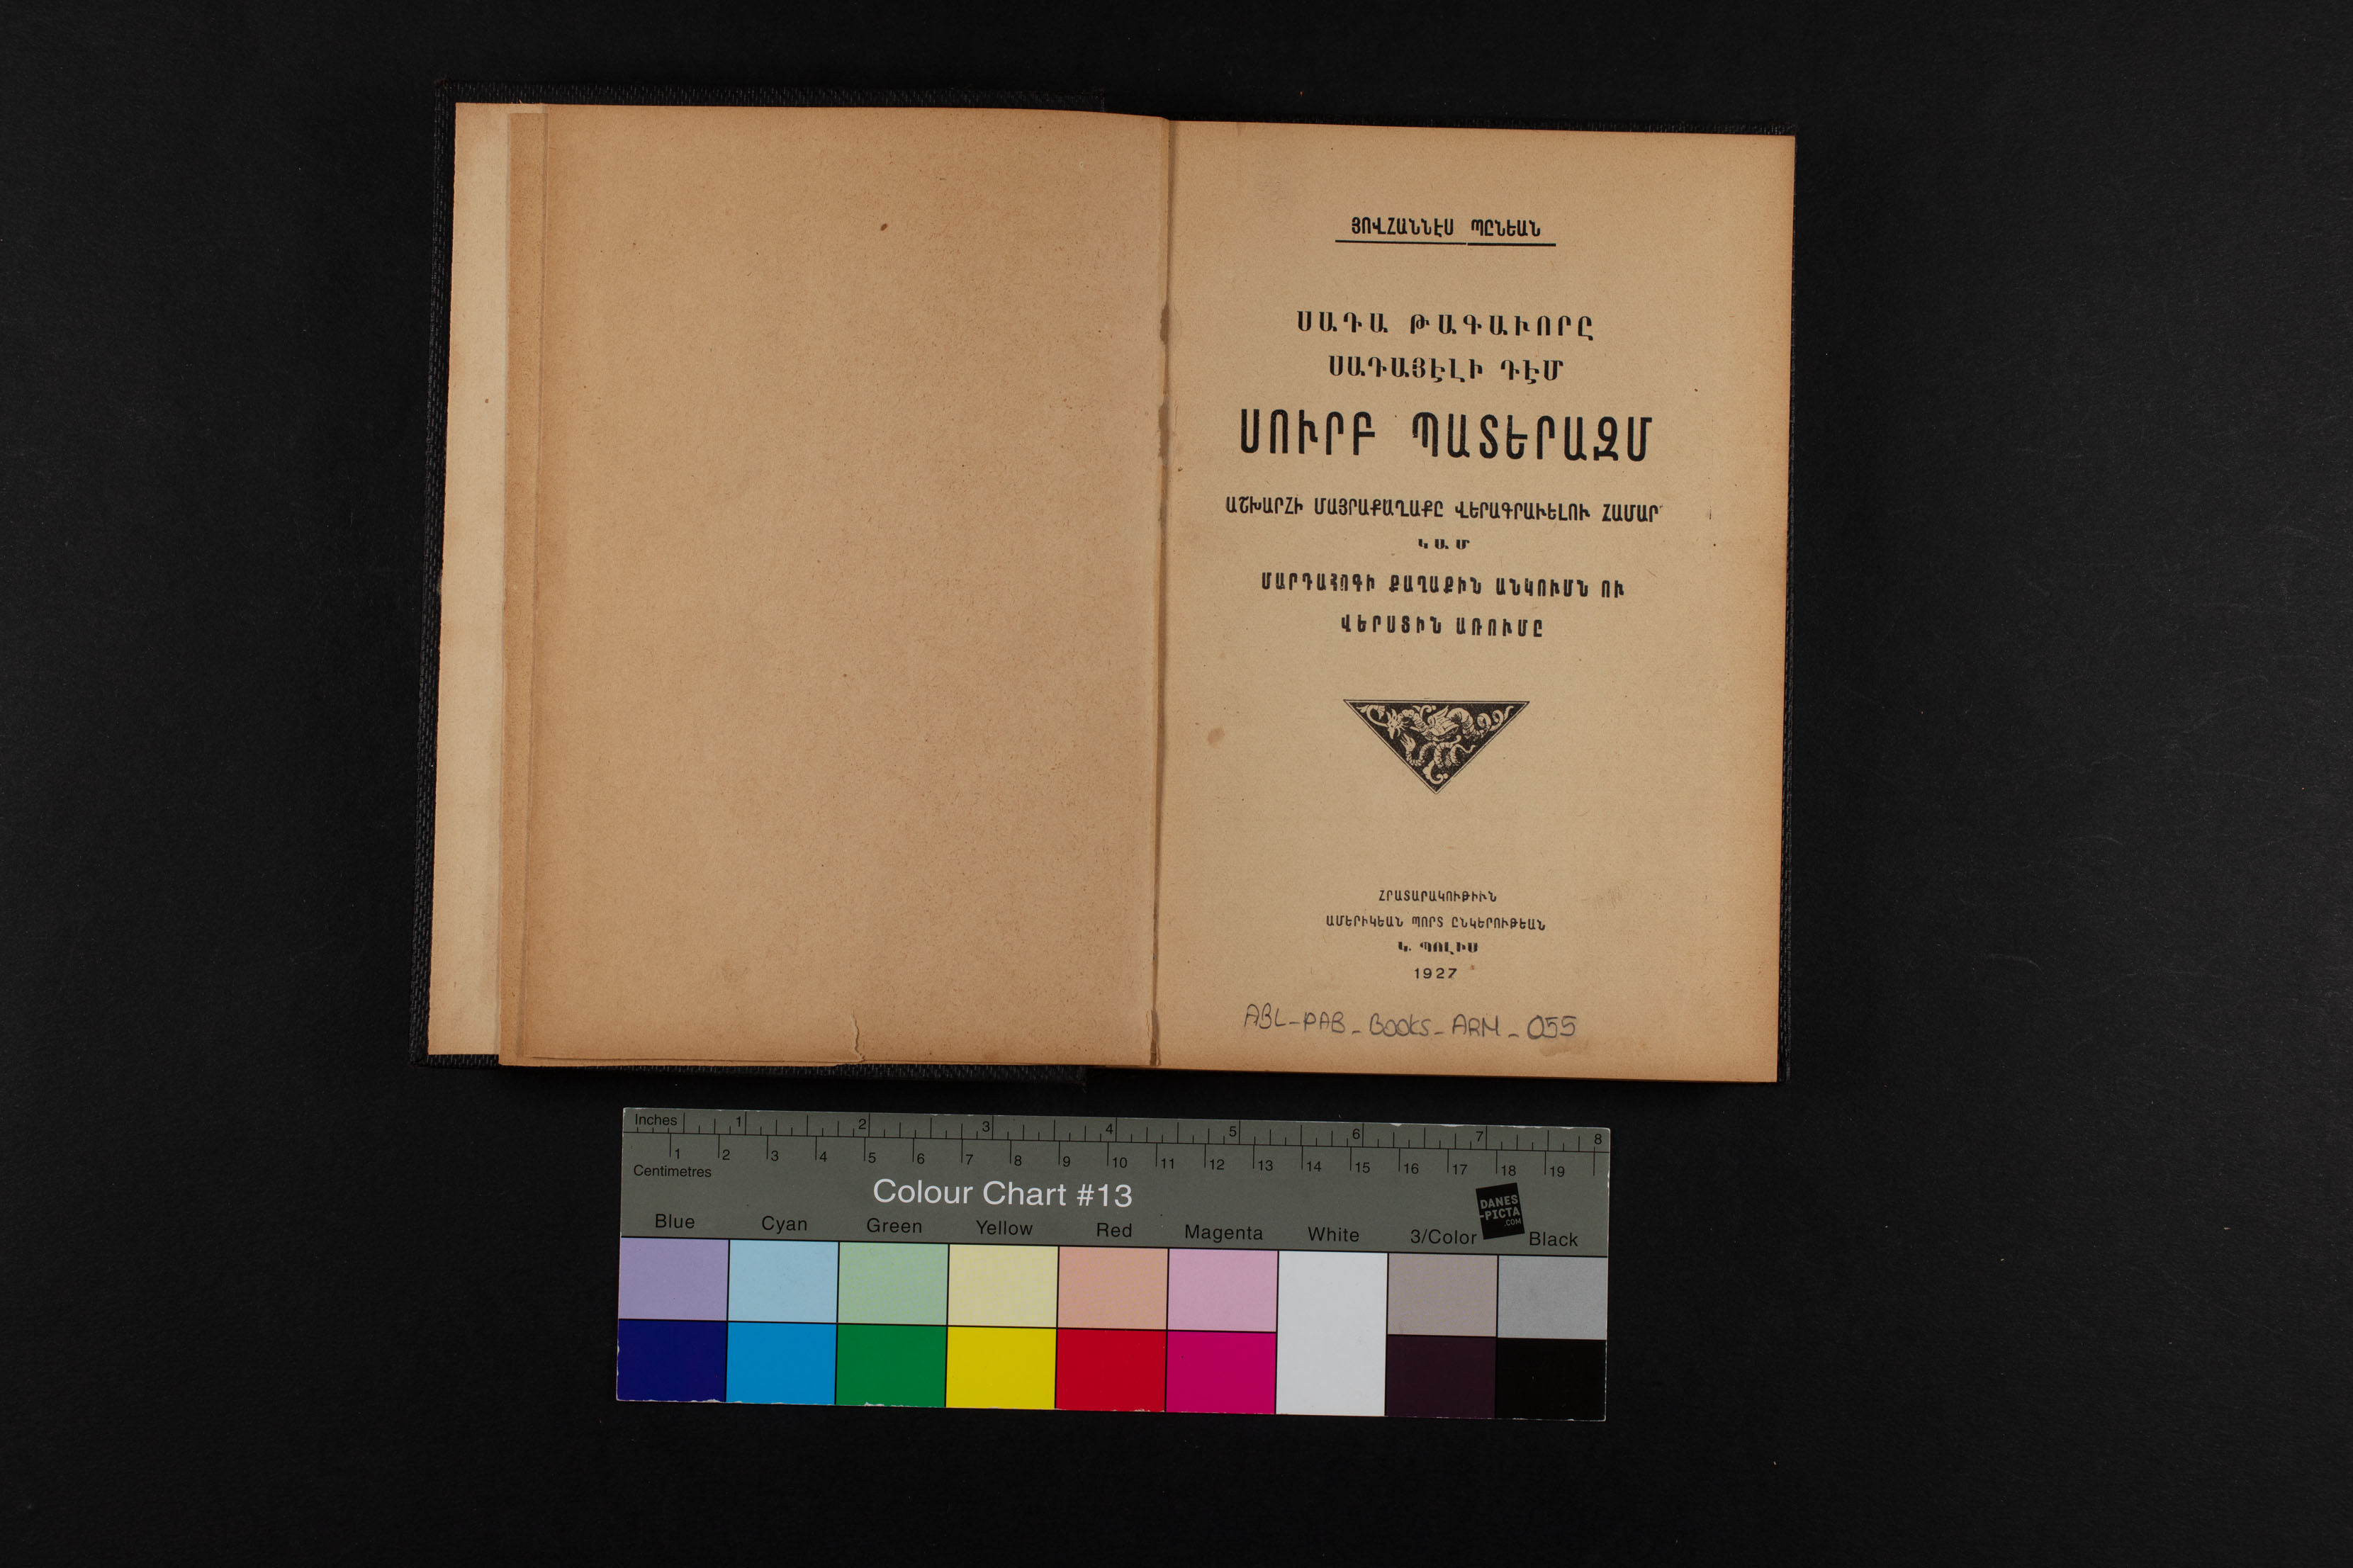 ՅՈՎՀԱՆՆԷՍ ՊԸՆԵԱՆ
ՍԱԴԱ ԹԱԳԱՒՈՐԸ
ՍԱԴԱՅԷԼԻ ԴԷՄ
ՍՈՒՐԲ ՊԱՏԵՐԱԶՄ
ԱՇԽԱՐՀԻ ՄԱՅՐԱՔԱՂԱՔԸ ՎԵՐԱԳՐԱՒԵԼՈՒ ՀԱՄԱՐ
ԿԱՄ
ՄԱՐԴԱՀՈԳԻ ՔԱՂԱՔԻՆ ԱՆԿՈՒՄՆ ՈՒ
ՎԵՐՍՏԻՆ ԱՌՈՒՄԸ
ՀՐԱՏԱՐԱԿՈՒԹԻՒՆ
ԱՄԵՐԻԿԵԱՆ ՊՈՐՏ ԸՆԿԵՐՈՒԹԵԱՆ
Կ. ՊՈԼԻՍ
1927
ABL-PAB-Books-ARM-055
Inches 1 2 3 4 5 6 7 8
1 2 3 4 5 6 7 8 9 10 11 12 13 14 15 16 17 18 19
Centimetres
Colour Chart #13
DANES
-PICTA
.COM
Blue Cyan Green Yellow Red Magenta White 3/Color Black